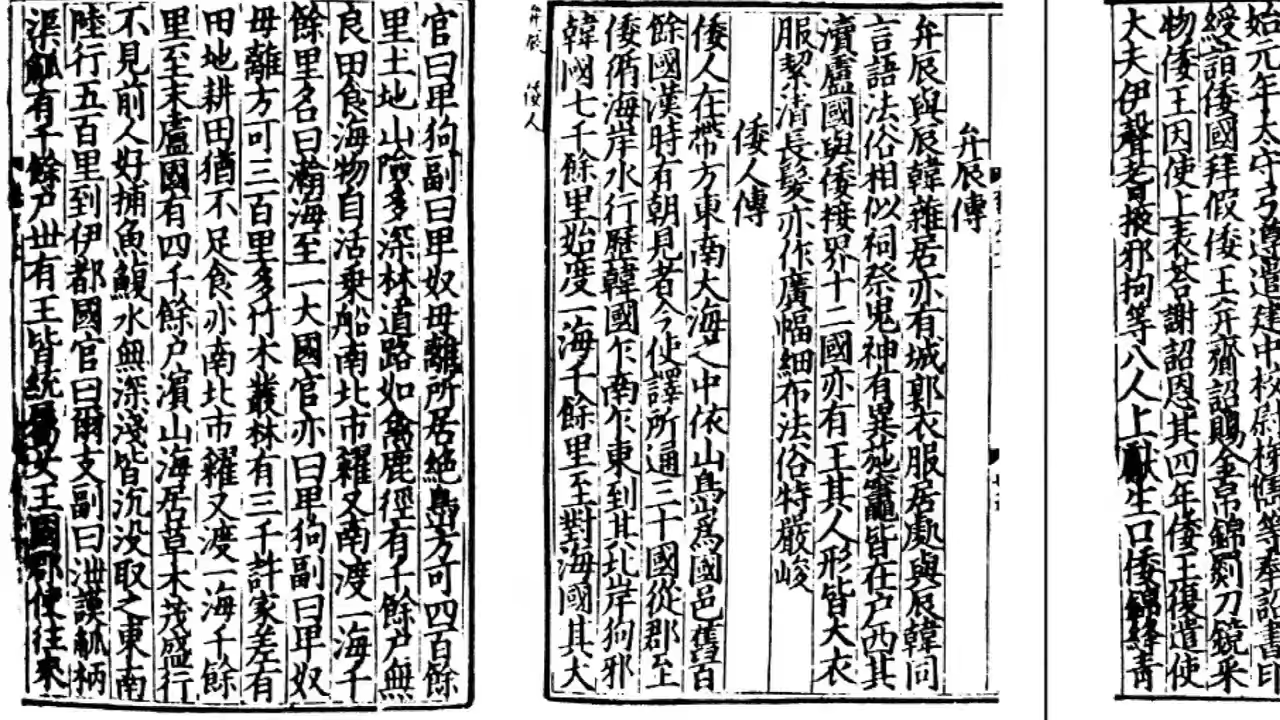 始元年太守弓遵遣建中校尉梯儁等奉詔書印
綬詣倭國拜假倭王并齎詔賜金帛錦罽刀鏡采
物倭王因使上表荅謝詔恩其四年倭王復遣使
大夫伊聲耆掖邪拘等八人上獻生口倭錦絳青
弁辰傳
弁辰與辰韓雜居亦有城郭衣服居處與辰韓同
言語法俗相似祠祭鬼神有異施竈皆在户西其
瀆盧國與倭接界十二國亦有王其人形皆大衣
服絜清長髮亦作廣幅細布法俗特嚴峻
倭人傳
倭人在帶方東南大海之中依山島爲國邑舊百
餘國漢時有朝見者今使譯所通三十國從郡至
倭循海岸水行歷韓國乍南乍東到其北岸狗邪
韓國七千餘里始度一海千餘里至對海國其大
弁辰 倭人
官曰卑狗副曰卑奴毋離所居絶島方可四百餘
里土地山險多深林道路如禽鹿徑有千餘户無
良田食海物自活乗船南北市糴又南渡一海千
餘里名曰瀚海至一大國官亦曰卑狗副曰卑奴
毋離方可三百里多竹木叢林有三千許家差有
田地耕田猶不足食亦南北市糴又渡一海千餘
里至末盧國有四千餘户濵山海居草木茂盛行
不見前人好捕魚鰒水無深淺皆沉没取之東南
陸行五百里到伊都國官曰爾支副曰泄謨觚柄
渠觚有千餘户丗有王皆統屬女王國郡使往來